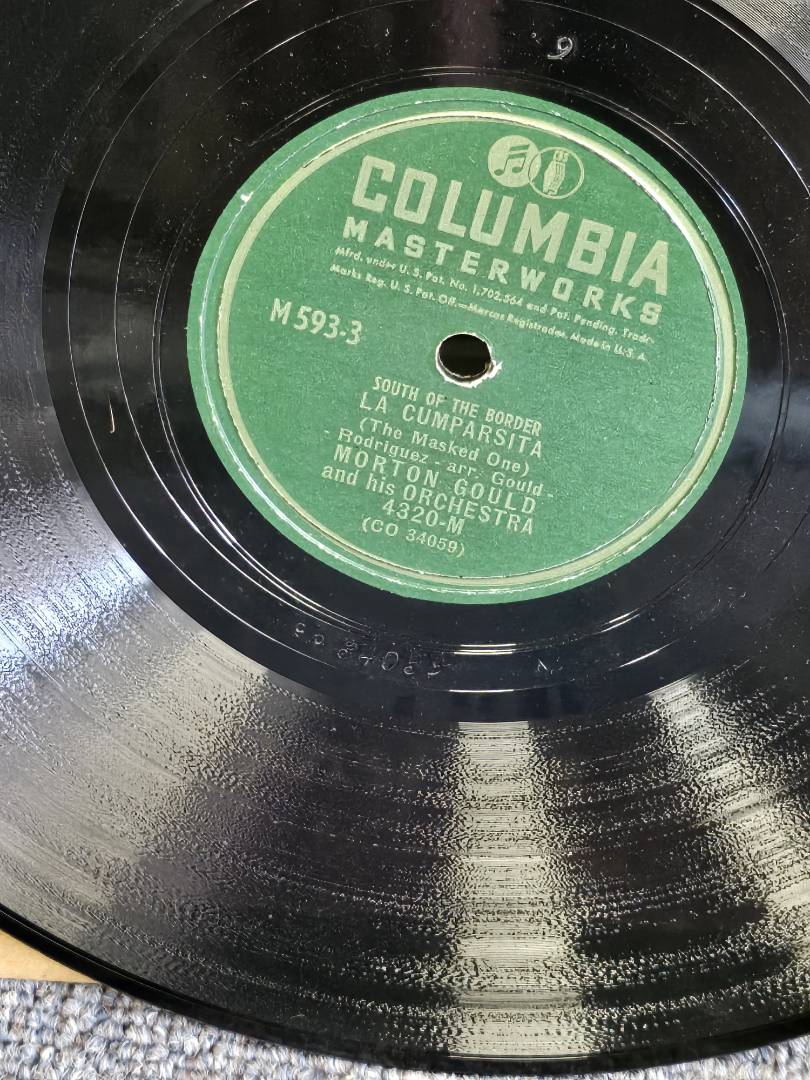 COLUMBIA
MASTERWORKS
Mfrd. under U. S. Pat. No. 1,702,564 and Pat. Pending. Trade
Marks Reg. U. S. Pat. Off.—Marcas Registradas. Made in U.S.A.
M 593-3
SOUTH OF THE BORDER
LA CUMPARSITA
(The Masked One)
- Rodriguez - arr. Gould -
MORTON GOULD
and his ORCHESTRA
4320-M
(CO 34059)